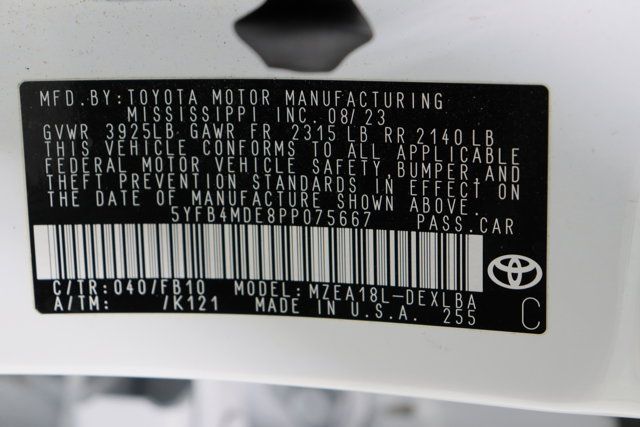 MFD. BY: TOYOTA MOTOR MANUFACTURING
MISSISSIPPI INC. 08/23
GVWR 3925LB GAWR FR 2315 LB RR 2140 LB
THIS VEHICLE CONFORMS TO ALL APPLICABLE
FEDERAL MOTOR VEHICLE SAFETY, BUMPER, AND
THEFT PREVENTION STANDARDS IN EFFECT ON
THE DATE OF MANUFACTURE SHOWN ABOVE.
5YFB4MDE8PP075667 PASS. CAR
C/TR: 040/FB10 MODEL: MZEA18L-DEXLBA
A/TM: /K121 MADE IN U.S.A. 255
C